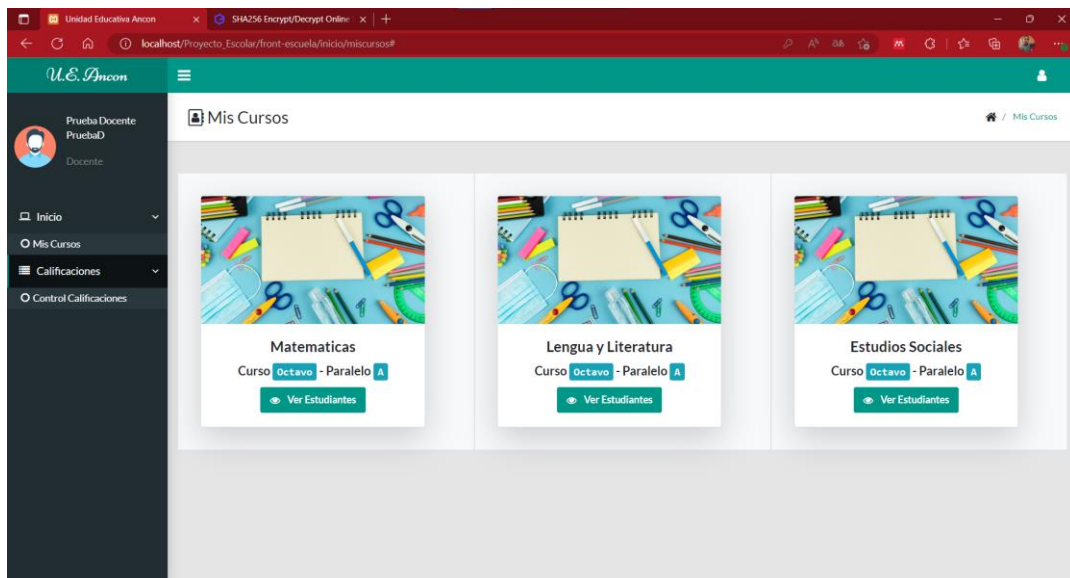 Unidad Educativa Ancon
SHA256 Encrypt/Decrypt Online
localhost/Proyecto_Escolar/front-escuela/inicio/miscursos#
U.E. Ancon
Prueba Docente
PruebaD
Docente
Inicio
Mis Cursos
Calificaciones
Control Calificaciones
Mis Cursos
/ Mis Cursos
Matematicas
Curso Octavo - Paralelo A
Ver Estudiantes
Lengua y Literatura
Curso Octavo - Paralelo A
Ver Estudiantes
Estudios Sociales
Curso Octavo - Paralelo A
Ver Estudiantes